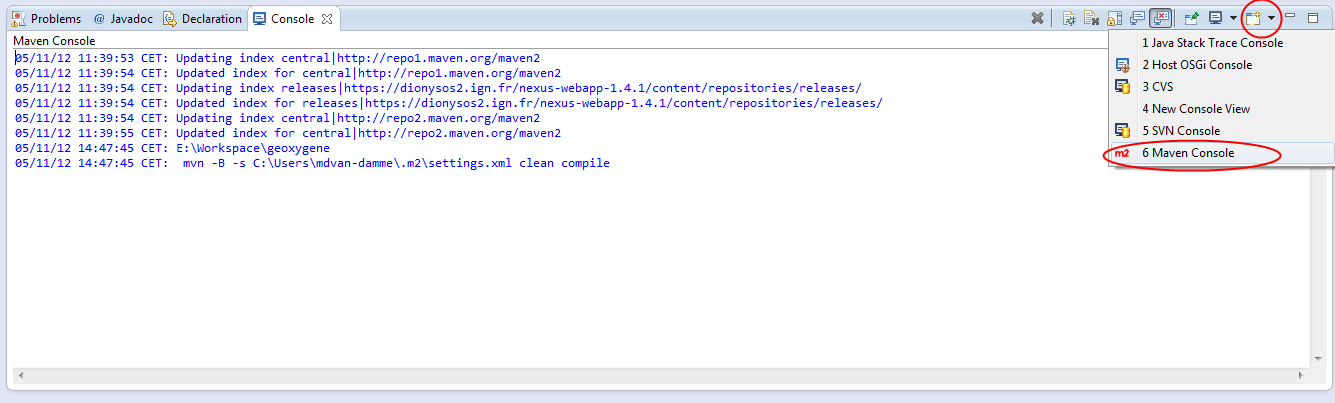 Problems @ Javadoc Declaration Console
Maven Console
05/11/12 11:39:53 CET: Updating index central|http://repo1.maven.org/maven2
05/11/12 11:39:54 CET: Updated index for central|http://repo1.maven.org/maven2
05/11/12 11:39:54 CET: Updating index releases|https://dionysos2.ign.fr/nexus-webapp-1.4.1/content/repositories/releases/
05/11/12 11:39:54 CET: Updated index for releases|https://dionysos2.ign.fr/nexus-webapp-1.4.1/content/repositories/releases/
05/11/12 11:39:54 CET: Updating index central|http://repo2.maven.org/maven2
05/11/12 11:39:55 CET: Updated index for central|http://repo2.maven.org/maven2
05/11/12 14:47:45 CET: E:\Workspace\geoxygene
05/11/12 14:47:45 CET:  mvn -B -s C:\Users\mdvan-damme\.m2\settings.xml clean compile
1 Java Stack Trace Console
2 Host OSGi Console
3 CVS
4 New Console View
5 SVN Console
m2 6 Maven Console